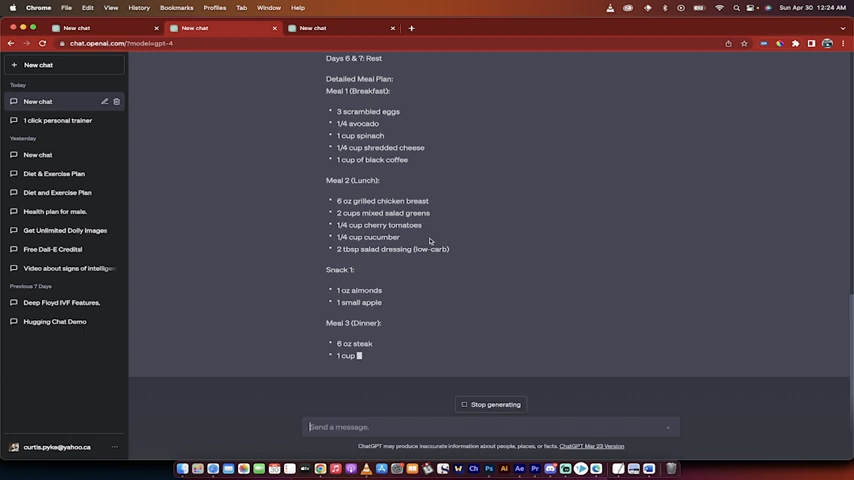 Chrome File Edit View History Bookmarks Profiles Tab Window Help Sun Apr 30 12:24 AM
New chat New chat New chat
chat.openai.com/?model=gpt-4
New chat
Today
New chat
1 click personal trainer
Yesterday
New chat
Diet & Exercise Plan
Diet and Exercise Plan
Health plan for male.
Get Unlimited Daily Images
Free Dall-E Credits!
Video about signs of intelliger
Previous 7 Days
Deep Floyd IVF Features.
Hugging Chat Demo
curtis.pyke@yahoo.ca
Days 6 & 7: Rest
Detailed Meal Plan:
Meal 1 (Breakfast):
• 3 scrambled eggs
• 1/4 avocado
• 1 cup spinach
• 1/4 cup shredded cheese
• 1 cup of black coffee
Meal 2 (Lunch):
• 6 oz grilled chicken breast
• 2 cups mixed salad greens
• 1/4 cup cherry tomatoes
• 1/4 cup cucumber
• 2 tbsp salad dressing (low-carb)
Snack 1:
• 1 oz almonds
• 1 small apple
Meal 3 (Dinner):
• 6 oz steak
• 1 cup
Stop generating
Send a message.
ChatGPT may produce inaccurate information about people, places, or facts. ChatGPT Mar 23 Version